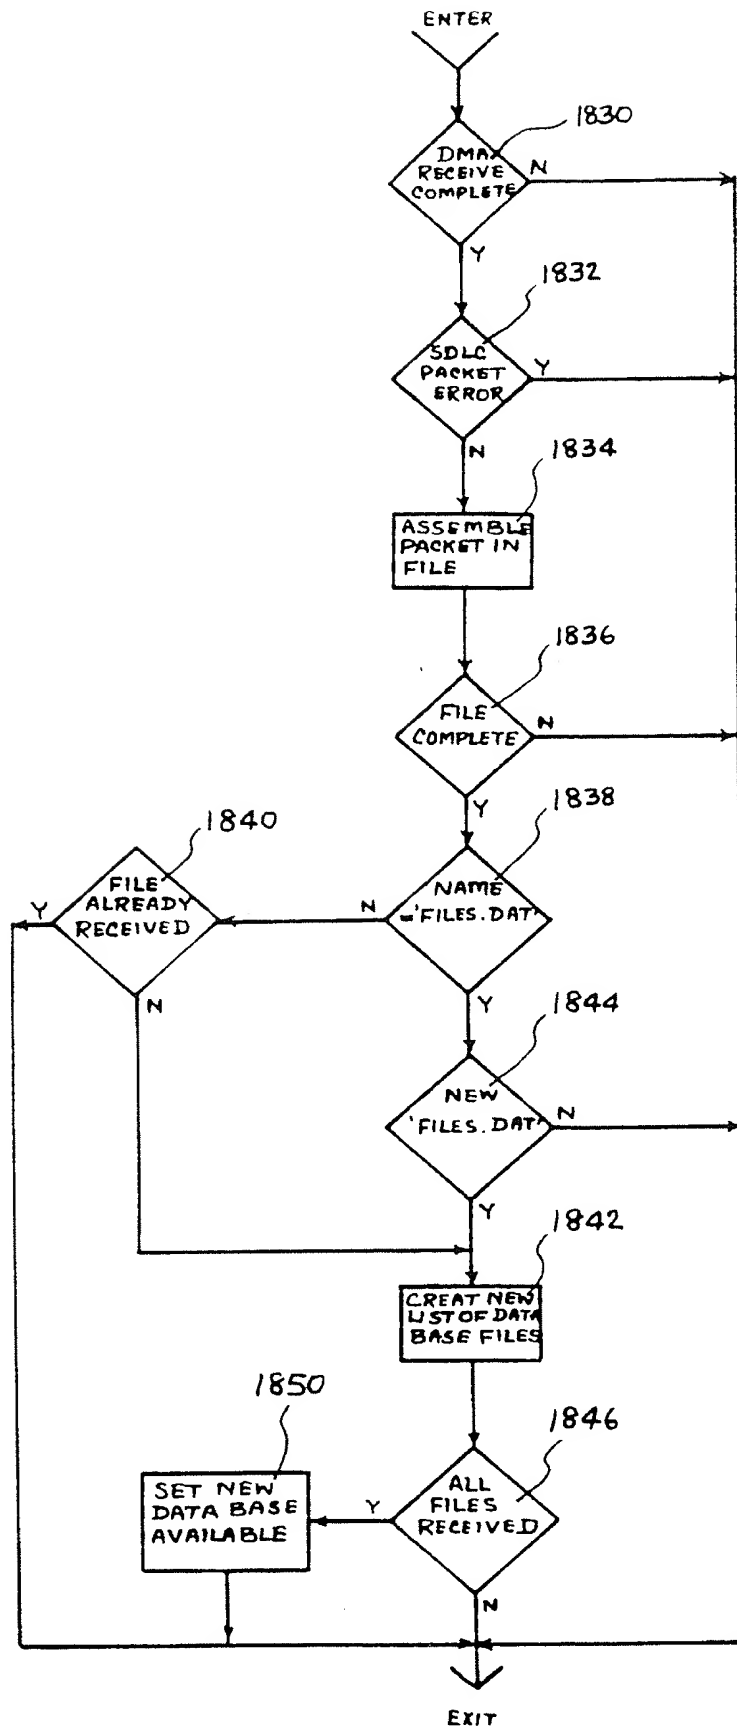 ENTER
1830
DMA
RECEIVE
COMPLETE
N
Y
1832
SDLC
PACKET
ERROR
Y
N
1834
ASSEMBLE
PACKET IN
FILE
1836
FILE
COMPLETE
N
Y
1838
1840
NAME
='FILES.DAT'
N
FILE
ALREADY
RECEIVED
Y
N
Y
1844
NEW
'FILES.DAT'
N
Y
1842
CREAT NEW
LIST OF DATA
BASE FILES
1850
1846
ALL
FILES
RECEIVED
Y
SET NEW
DATA BASE
AVAILABLE
N
EXIT